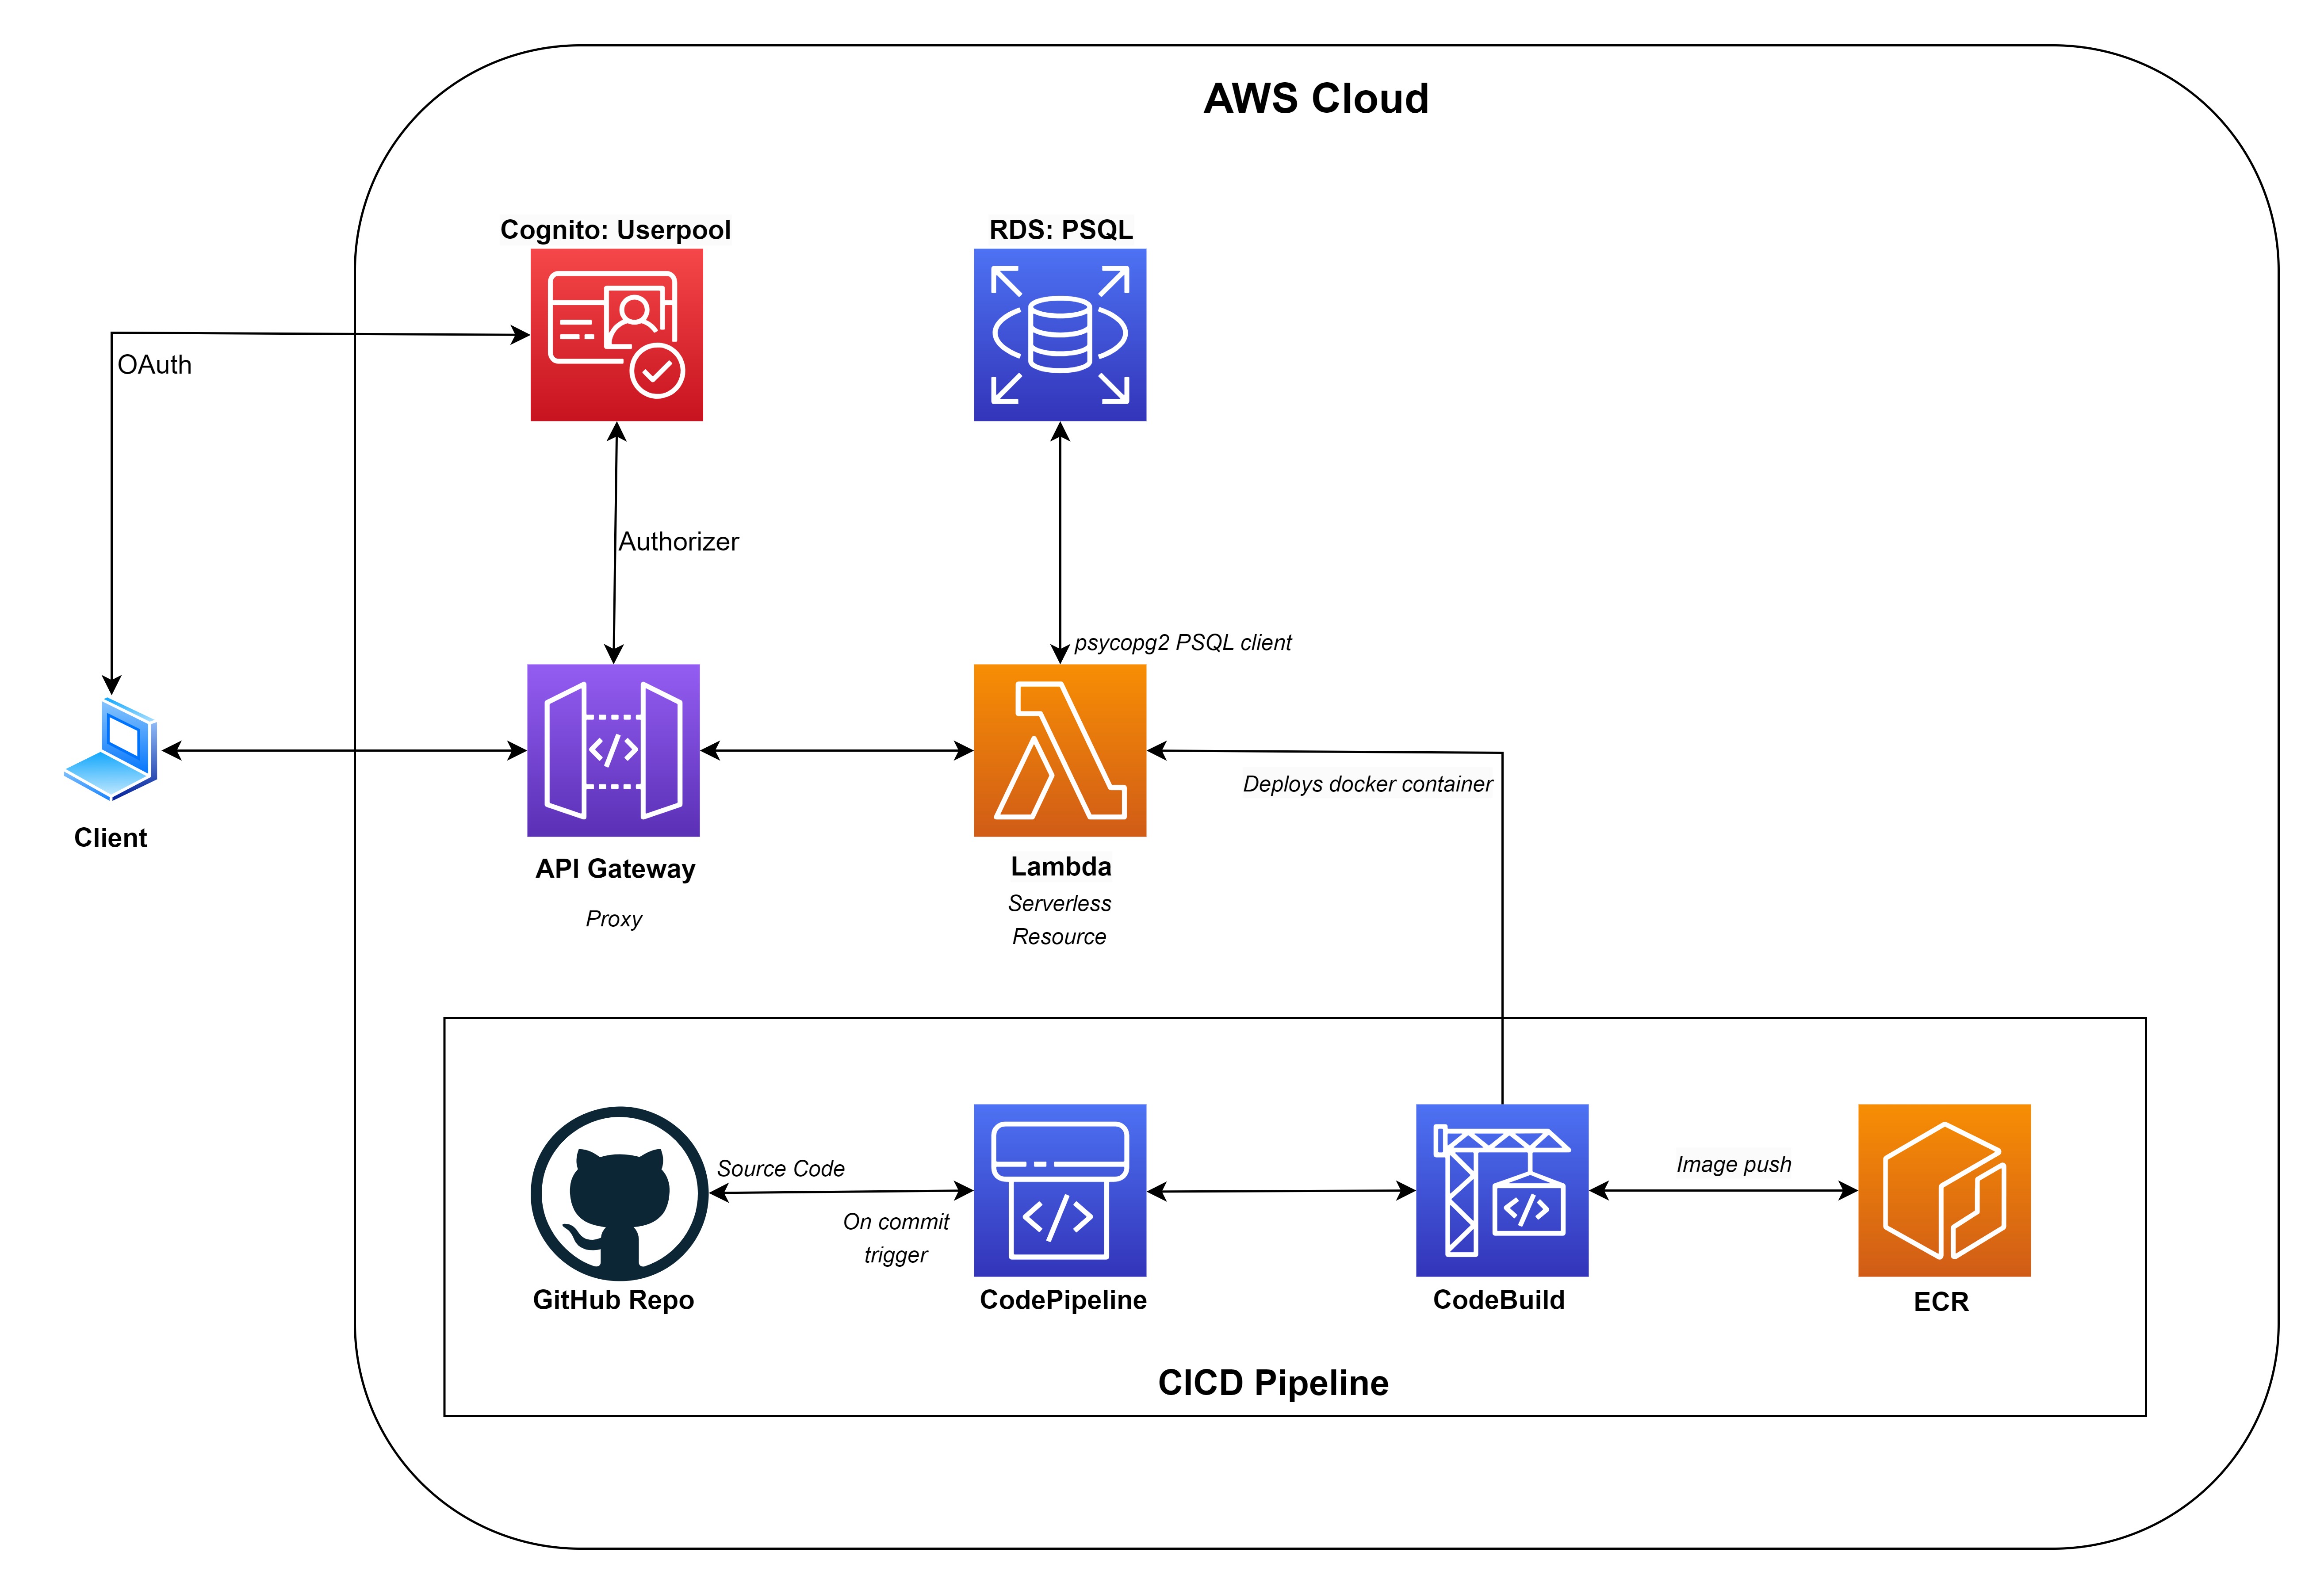 AWS Cloud
Cognito: Userpool
RDS: PSQL
OAuth
Authorizer
psycopg2 PSQL client
Deploys docker container
Client
API Gateway
Proxy
Lambda
Serverless
Resource
Source Code
On commit
trigger
Image push
GitHub Repo
CodePipeline
CodeBuild
ECR
CICD Pipeline